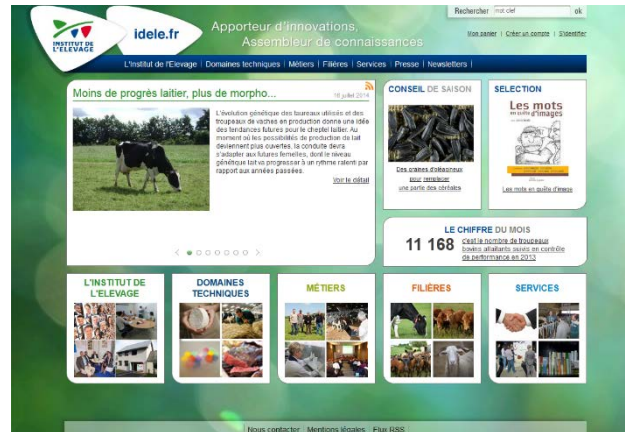 Rechercher mot clef ok
INSTITUT DE
L'ELEVAGE
idele.fr
Apporteur d'innovations,
Assembleur de connaissances
Mon panier | Créer un compte | S'identifier
L'Institut de l'Elevage | Domaines techniques | Métiers | Filières | Services | Presse | Newsletters |
Moins de progrès laitier, plus de morpho...
16 juillet 2014
L'évolution génétique des taureaux utilisés et des
troupeaux de vaches en production donne une idée
des tendances futures pour le cheptel laitier. Au
moment où les possibilités de production de lait
deviennent plus ouvertes, la conduite devra
s'adapter aux futures femelles, dont le niveau
génétique lait va progresser à un rythme ralenti par
rapport aux années passées.
Voir le détail
CONSEIL DE SAISON
Des graines d'oléagineux
pour remplacer
une partie des céréales
SELECTION
Les mots
en quête d'images
Les mots en quête d'image
LE CHIFFRE DU MOIS
11 168
c'est le nombre de troupeaux
bovins allaitants suivis en contrôle
de performance en 2013
L'INSTITUT DE
L'ELEVAGE
DOMAINES
TECHNIQUES
MÉTIERS
FILIÈRES
SERVICES
Nous contacter | Mentions légales | Flux RSS |